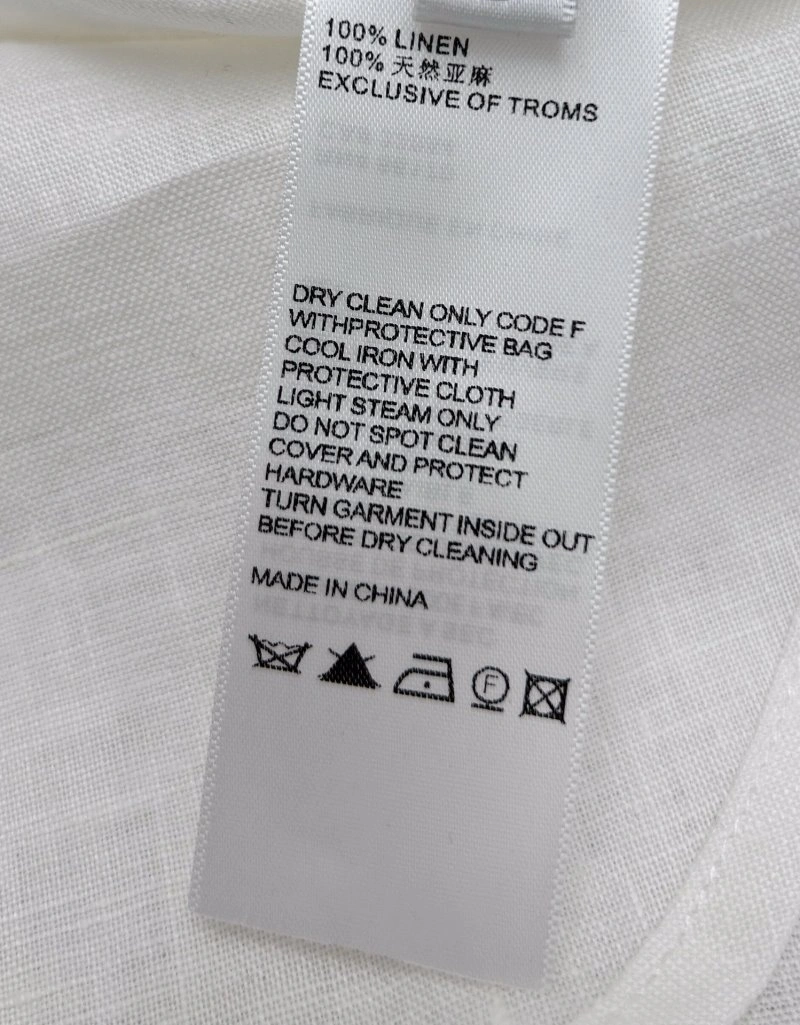 100% LINEN
100% 天然亚麻
EXCLUSIVE OF TROMS
DRY CLEAN ONLY CODE F
WITHPROTECTIVE BAG
COOL IRON WITH
PROTECTIVE CLOTH
LIGHT STEAM ONLY
DO NOT SPOT CLEAN
COVER AND PROTECT
HARDWARE
TURN GARMENT INSIDE OUT
BEFORE DRY CLEANING
MADE IN CHINA
F